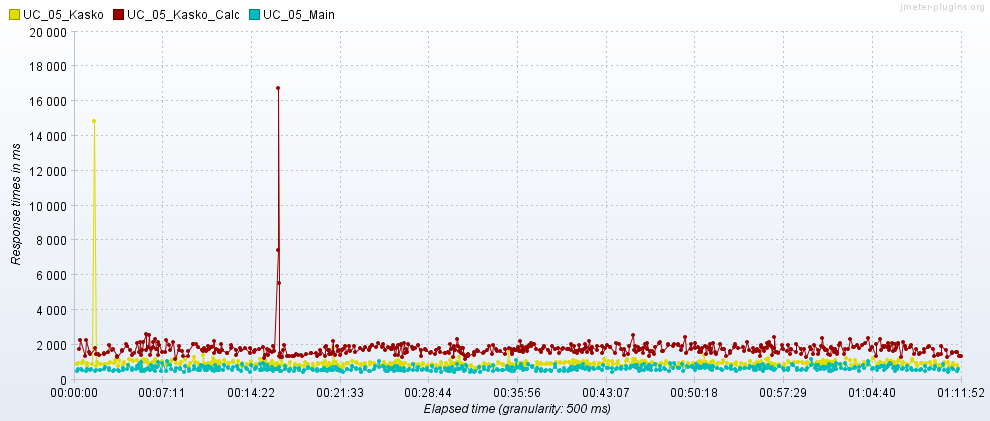 jmeter-plugins.org
UC_05_Kasko UC_05_Kasko_Calc UC_05_Main
20 000
18 000
16 000
14 000
12 000
10 000
8 000
6 000
4 000
2 000
0
Response times in ms
00:00:00 00:07:11 00:14:22 00:21:33 00:28:44 00:35:56 00:43:07 00:50:18 00:57:29 01:04:40 01:11:52
Elapsed time (granularity: 500 ms)